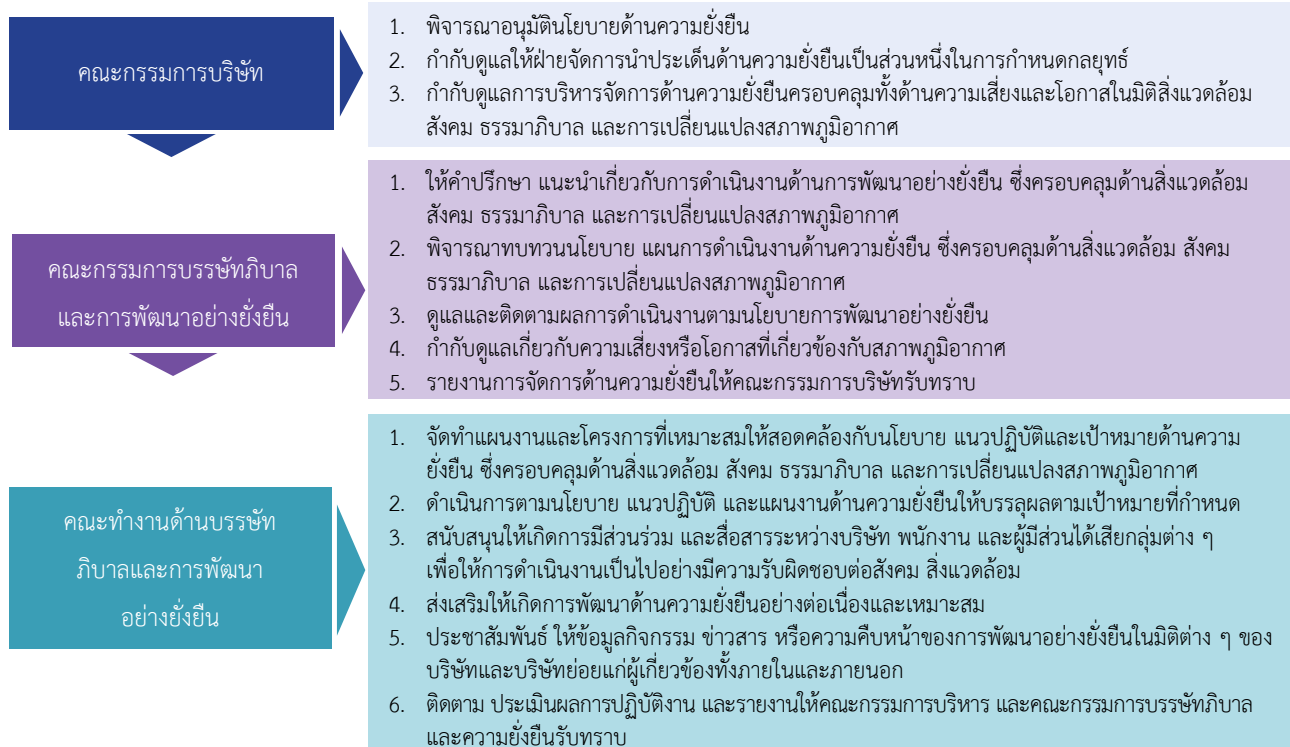 คณะกรรมการบริษัท
1. พิจารณาอนุมัตินโยบายด้านความยั่งยืน
2. กำกับดูแลให้ฝ่ายจัดการนำประเด็นด้านความยั่งยืนเป็นส่วนหนึ่งในการกำหนดกลยุทธ์
3. กำกับดูแลการบริหารจัดการด้านความยั่งยืนครอบคลุมทั้งด้านความเสี่ยงและโอกาสในมิติสิ่งแวดล้อม
สังคม ธรรมาภิบาล และการเปลี่ยนแปลงสภาพภูมิอากาศ
คณะกรรมการบรรษัทภิบาล
และการพัฒนาอย่างยั่งยืน
1. ให้คำปรึกษา แนะนำเกี่ยวกับการดำเนินงานด้านการพัฒนาอย่างยั่งยืน ซึ่งครอบคลุมด้านสิ่งแวดล้อม
สังคม ธรรมาภิบาล และการเปลี่ยนแปลงสภาพภูมิอากาศ
2. พิจารณาทบทวนนโยบาย แผนการดำเนินงานด้านความยั่งยืน ซึ่งครอบคลุมด้านสิ่งแวดล้อม สังคม
ธรรมาภิบาล และการเปลี่ยนแปลงสภาพภูมิอากาศ
3. ดูแลและติดตามผลการดำเนินงานตามนโยบายการพัฒนาอย่างยั่งยืน
4. กำกับดูแลเกี่ยวกับความเสี่ยงหรือโอกาสที่เกี่ยวข้องกับสภาพภูมิอากาศ
5. รายงานการจัดการด้านความยั่งยืนให้คณะกรรมการบริษัทรับทราบ
คณะทำงานด้านบรรษัท
ภิบาลและการพัฒนา
อย่างยั่งยืน
1. จัดทำแผนงานและโครงการที่เหมาะสมให้สอดคล้องกับนโยบาย แนวปฏิบัติและเป้าหมายด้านความ
ยั่งยืน ซึ่งครอบคลุมด้านสิ่งแวดล้อม สังคม ธรรมาภิบาล และการเปลี่ยนแปลงสภาพภูมิอากาศ
2. ดำเนินการตามนโยบาย แนวปฏิบัติ และแผนงานด้านความยั่งยืนให้บรรลุผลตามเป้าหมายที่กำหนด
3. สนับสนุนให้เกิดการมีส่วนร่วม และสื่อสารระหว่างบริษัท พนักงาน และผู้มีส่วนได้เสียกลุ่มต่าง ๆ
เพื่อให้การดำเนินงานเป็นไปอย่างมีความรับผิดชอบต่อสังคม สิ่งแวดล้อม
4. ส่งเสริมให้เกิดการพัฒนาด้านความยั่งยืนอย่างต่อเนื่องและเหมาะสม
5. ประชาสัมพันธ์ ให้ข้อมูลกิจกรรม ข่าวสาร หรือความคืบหน้าของการพัฒนาอย่างยั่งยืนในมิติต่าง ๆ ของ
บริษัทและบริษัทย่อยแก่ผู้เกี่ยวข้องทั้งภายในและภายนอก
6. ติดตาม ประเมินผลการปฏิบัติงาน และรายงานให้คณะกรรมการบริหาร และคณะกรรมการบรรษัทภิบาล
และความยั่งยืนรับทราบ